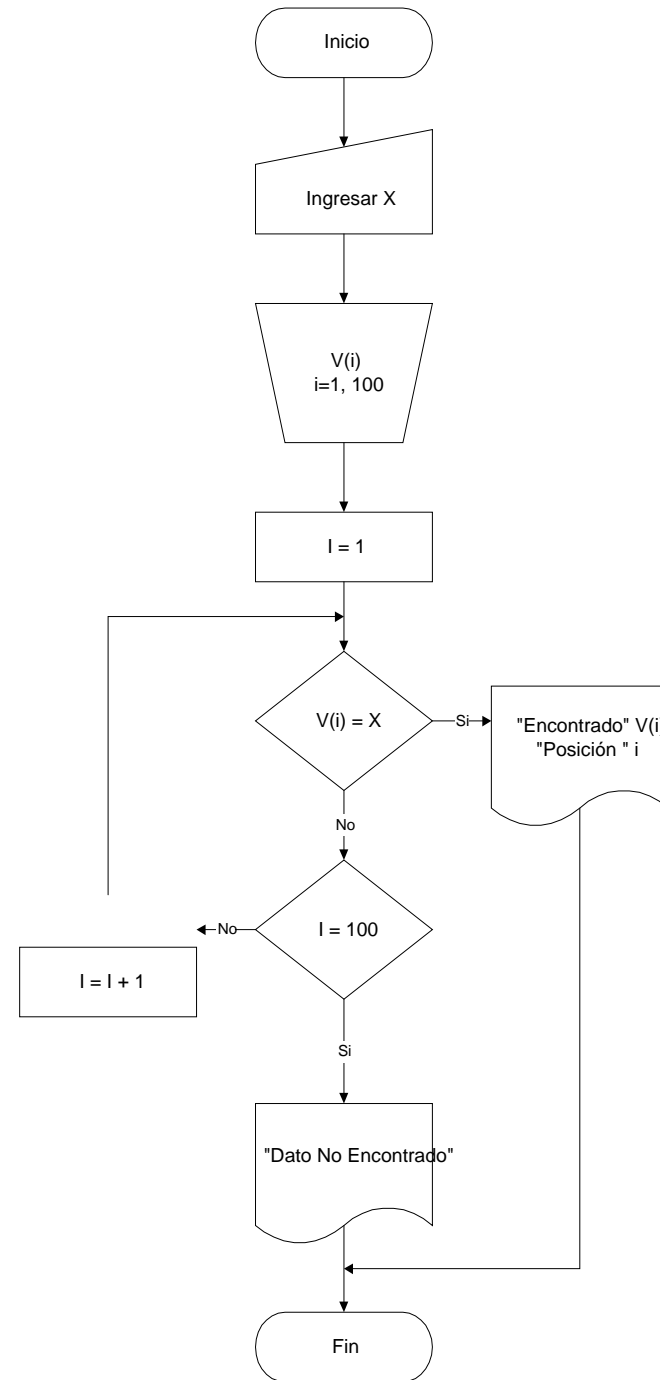 Inicio
Ingresar X
V(i)
i=1, 100
I = 1
V(i) = X
Si
"Encontrado" V(i)
"Posición " i
No
I = 100
No
I = I + 1
Si
"Dato No Encontrado"
Fin